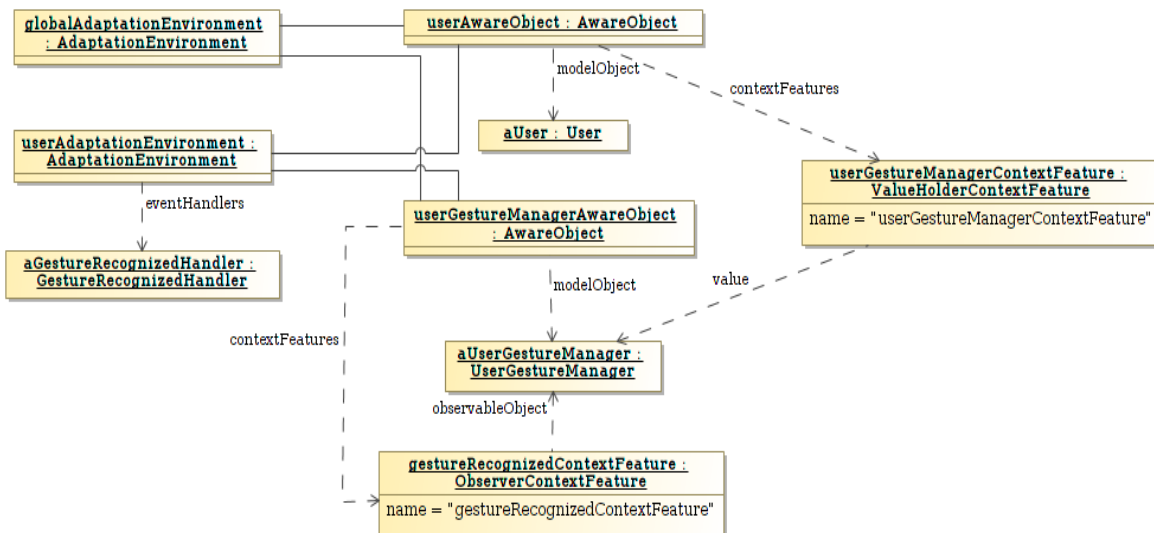 globalAdaptationEnvironment
: AdaptationEnvironment
userAwareObject : AwareObject
modelObject
contextFeatures
aUser : User
userAdaptationEnvironment :
AdaptationEnvironment
userGestureManagerContextFeature :
ValueHolderContextFeature
name = "userGestureManagerContextFeature"
eventHandlers
userGestureManagerAwareObject
: AwareObject
aGestureRecognizedHandler :
GestureRecognizedHandler
modelObject
value
contextFeatures
aUserGestureManager :
UserGestureManager
observableObject
gestureRecognizedContextFeature :
ObserverContextFeature
name = "gestureRecognizedContextFeature"